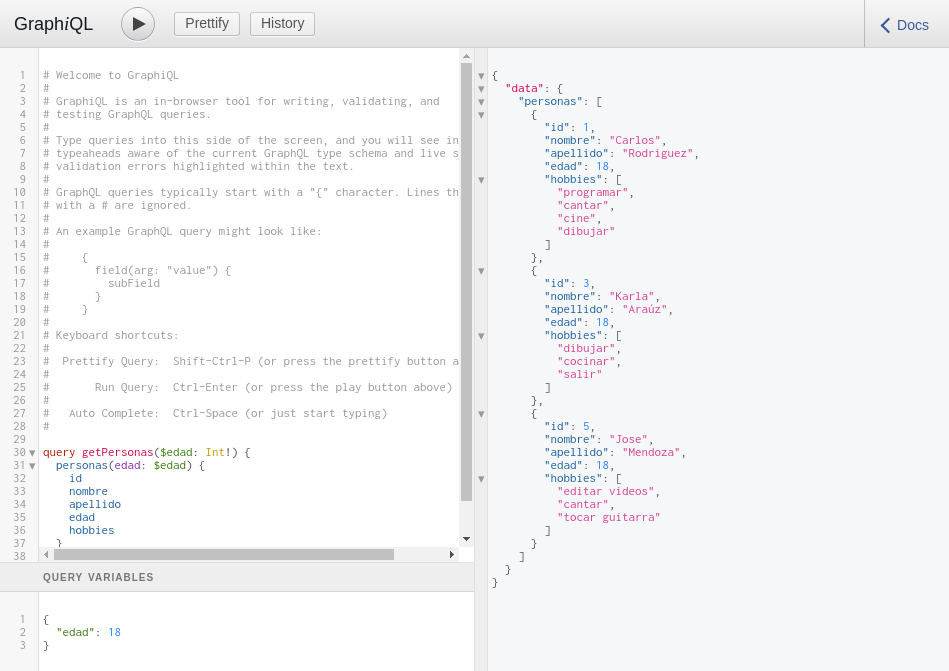 GraphiQL
Prettify
History
Docs
1 # Welcome to GraphiQL
2 #
3 # GraphiQL is an in-browser tool for writing, validating, and
4 # testing GraphQL queries.
5 #
6 # Type queries into this side of the screen, and you will see in
7 # typeaheads aware of the current GraphQL type schema and live s
8 # validation errors highlighted within the text.
9 #
10 # GraphQL queries typically start with a "{" character. Lines th
11 # with a # are ignored.
12 #
13 # An example GraphQL query might look like:
14 #
15 #     {
16 #       field(arg: "value") {
17 #         subField
18 #       }
19 #     }
20 #
21 # Keyboard shortcuts:
22 #
23 #  Prettify Query:  Shift-Ctrl-P (or press the prettify button a
24 #
25 #       Run Query:  Ctrl-Enter (or press the play button above)
26 #
27 #   Auto Complete:  Ctrl-Space (or just start typing)
28 #
29
30 query getPersonas($edad: Int!) {
31   personas(edad: $edad) {
32     id
33     nombre
34     apellido
35     edad
36     hobbies
37   }
38
QUERY VARIABLES
1 {
2   "edad": 18
3 }
{
  "data": {
    "personas": [
      {
        "id": 1,
        "nombre": "Carlos",
        "apellido": "Rodriguez",
        "edad": 18,
        "hobbies": [
          "programar",
          "cantar",
          "cine",
          "dibujar"
        ]
      },
      {
        "id": 3,
        "nombre": "Karla",
        "apellido": "Araúz",
        "edad": 18,
        "hobbies": [
          "dibujar",
          "cocinar",
          "salir"
        ]
      },
      {
        "id": 5,
        "nombre": "Jose",
        "apellido": "Mendoza",
        "edad": 18,
        "hobbies": [
          "editar videos",
          "cantar",
          "tocar guitarra"
        ]
      }
    ]
  }
}